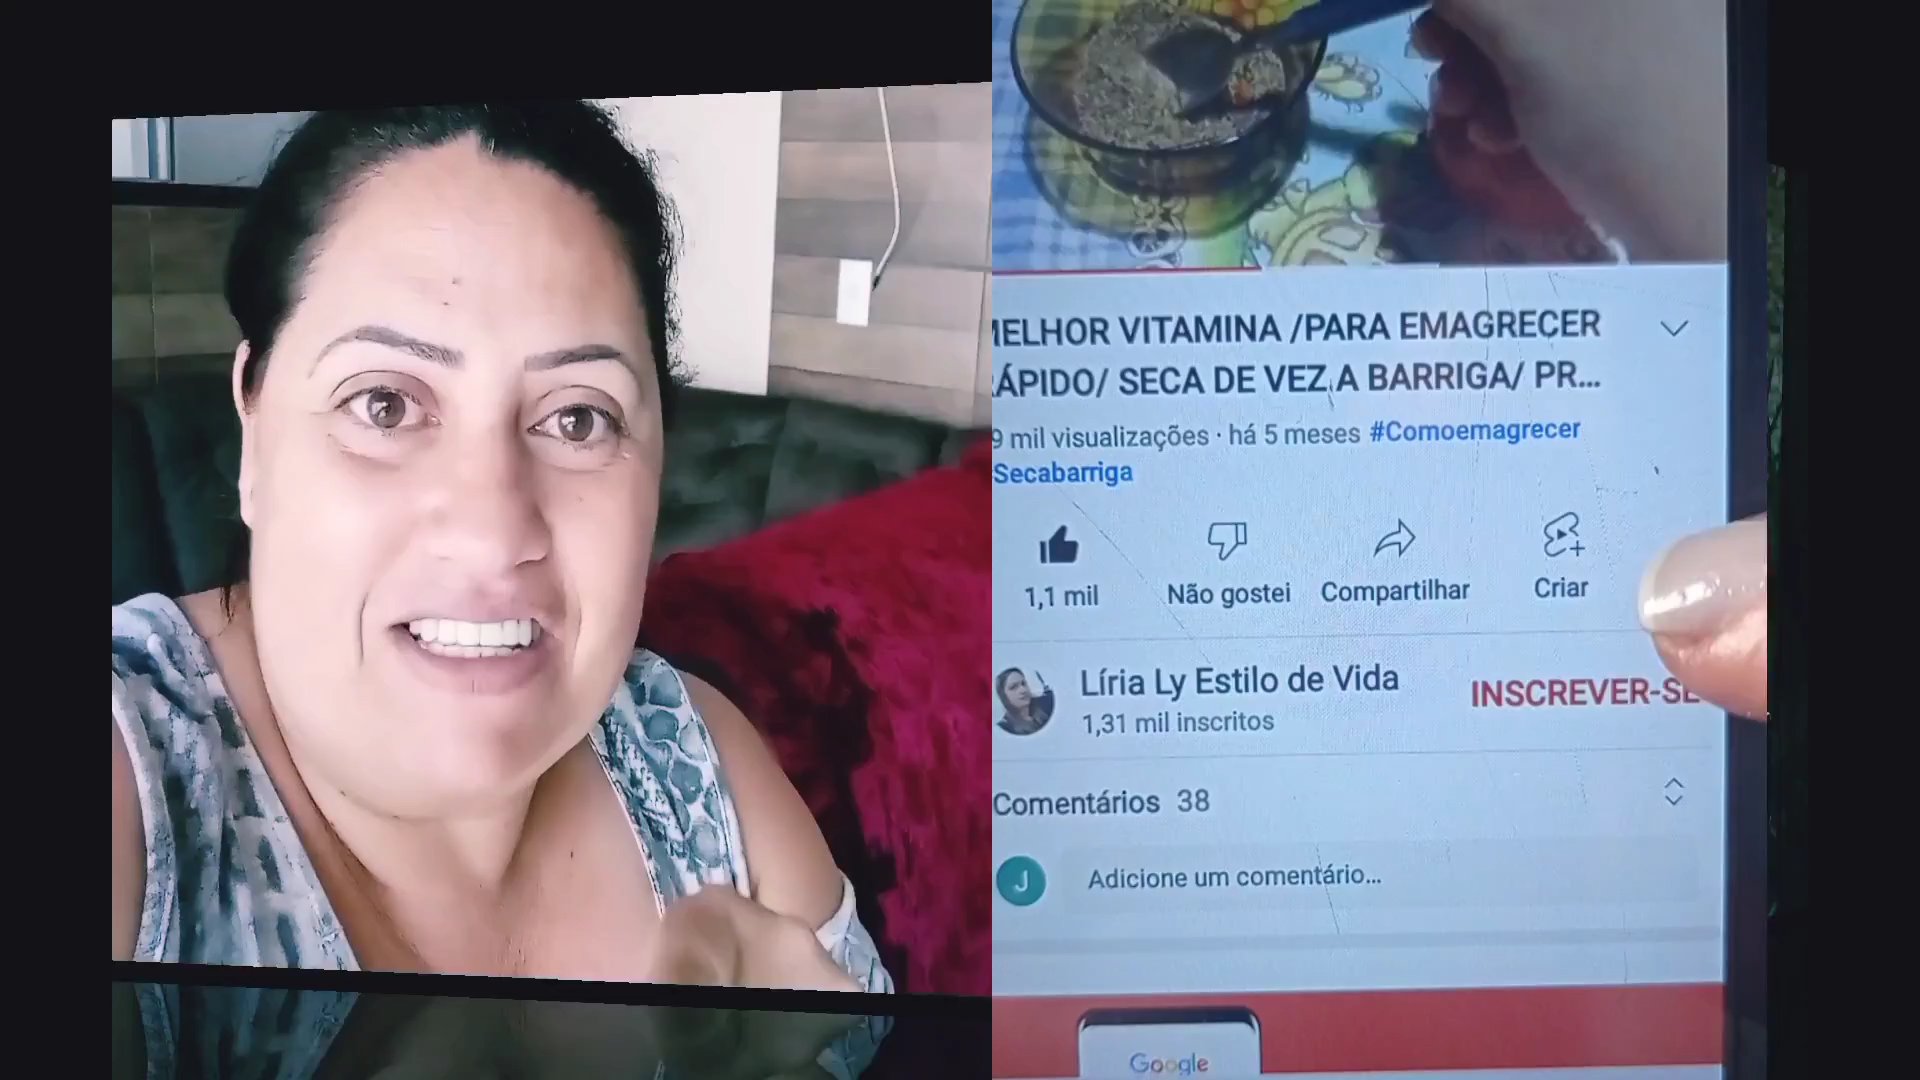 MELHOR VITAMINA /PARA EMAGRECER
RÁPIDO/ SECA DE VEZ A BARRIGA/ PR...
9 mil visualizações · há 5 meses #Comoemagrecer
Secabarriga
1,1 mil
Não gostei
Compartilhar
Criar
Líria Ly Estilo de Vida
INSCREVER-SE
1,31 mil inscritos
Comentários 38
J
Adicione um comentário...
Google